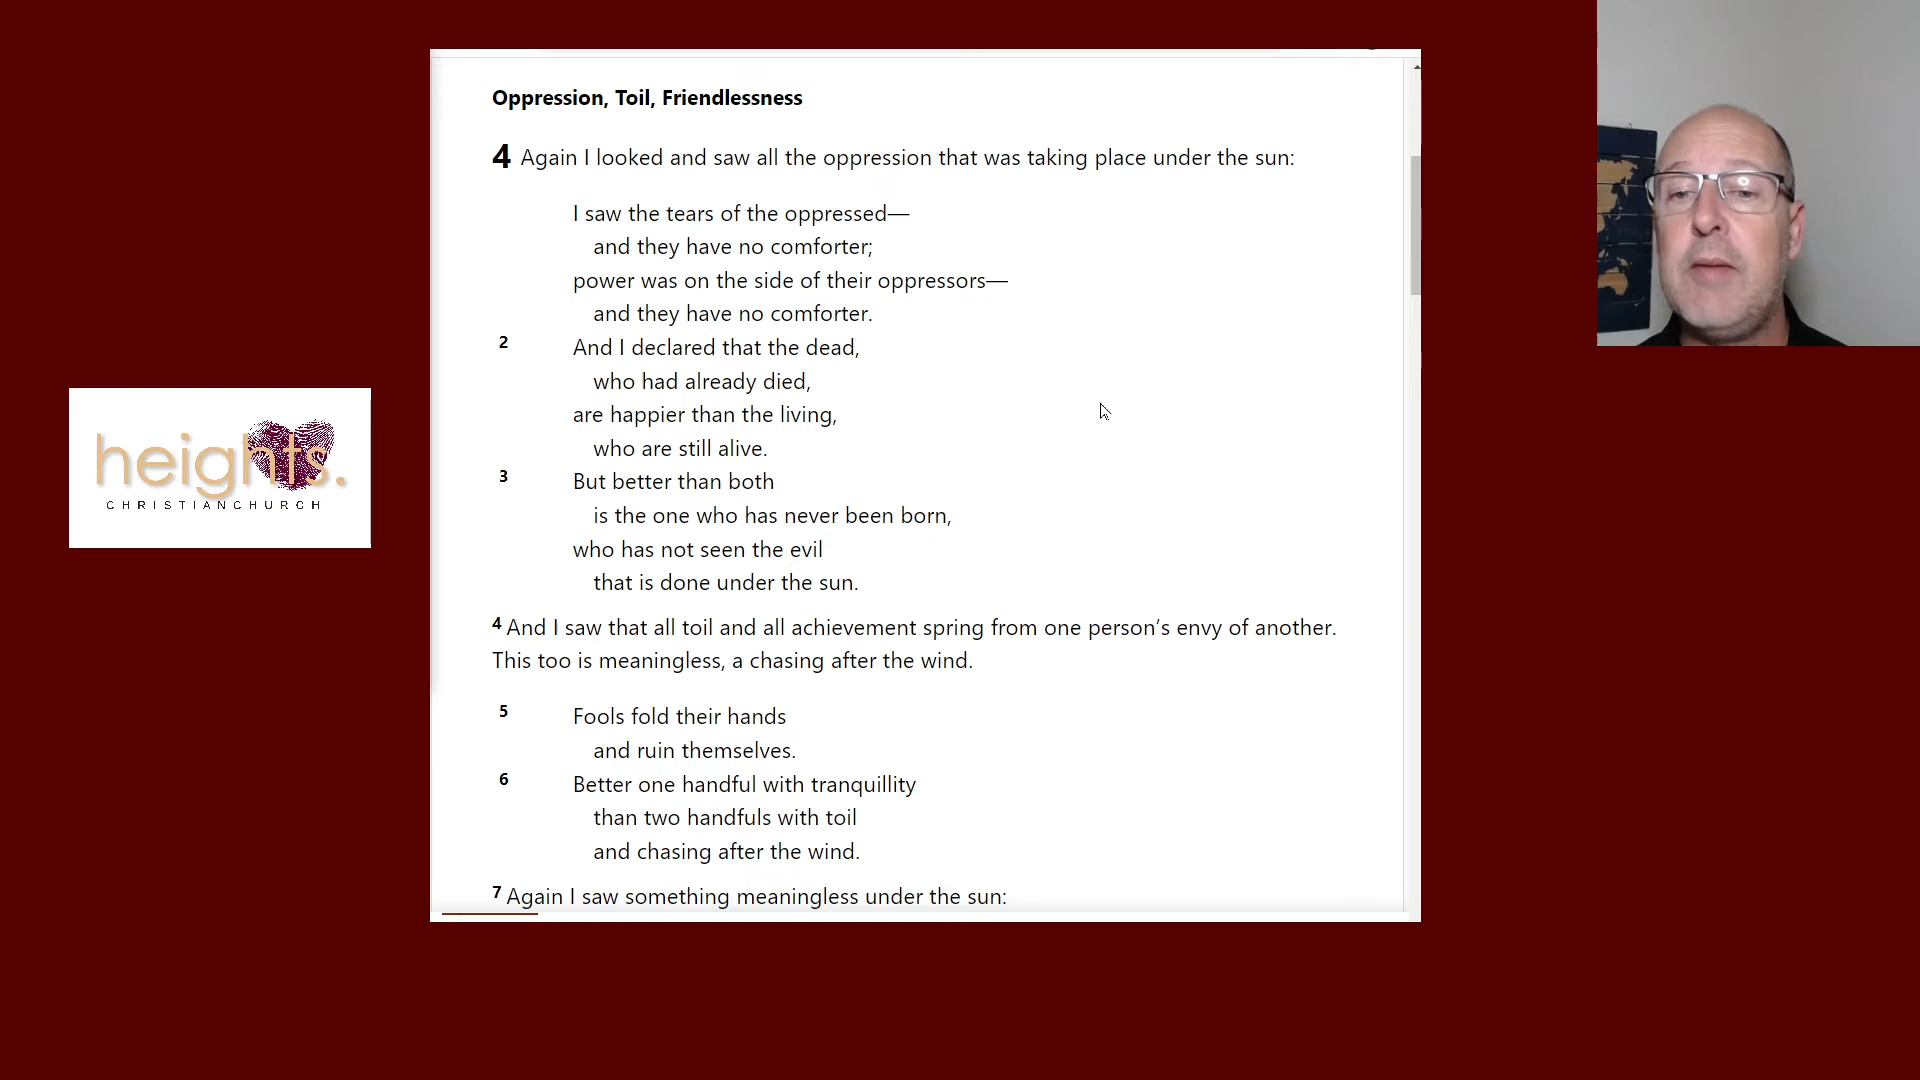 Oppression, Toil, Friendlessness
4 Again I looked and saw all the oppression that was taking place under the sun:
I saw the tears of the oppressed—
and they have no comforter;
power was on the side of their oppressors—
and they have no comforter.
2 And I declared that the dead,
who had already died,
are happier than the living,
who are still alive.
3 But better than both
is the one who has never been born,
who has not seen the evil
that is done under the sun.
4 And I saw that all toil and all achievement spring from one person’s envy of another.
This too is meaningless, a chasing after the wind.
5 Fools fold their hands
and ruin themselves.
6 Better one handful with tranquillity
than two handfuls with toil
and chasing after the wind.
7 Again I saw something meaningless under the sun:
heights.
CHRISTIANCHURCH